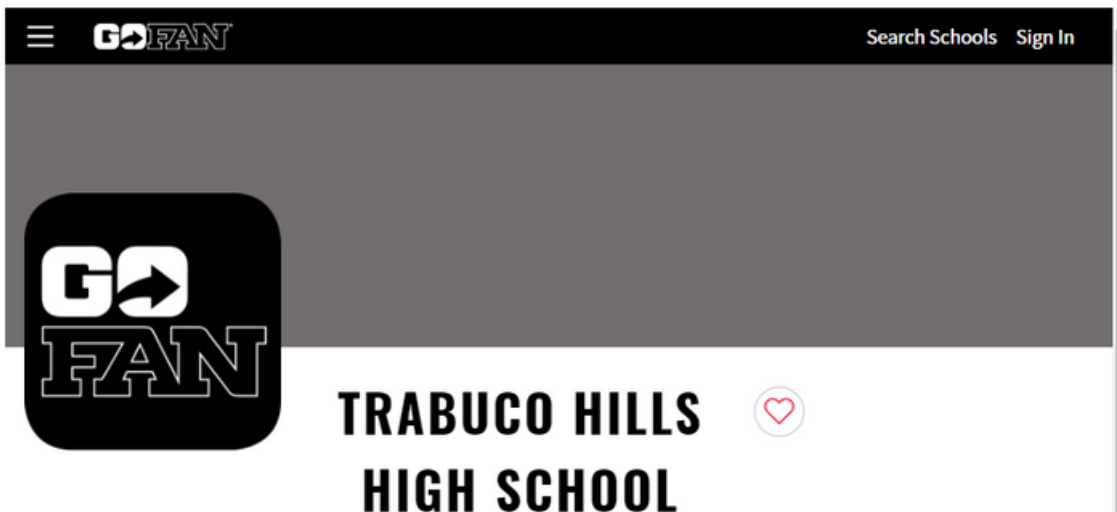 GOFAN
Search Schools Sign In
GO
FAN
TRABUCO HILLS
HIGH SCHOOL